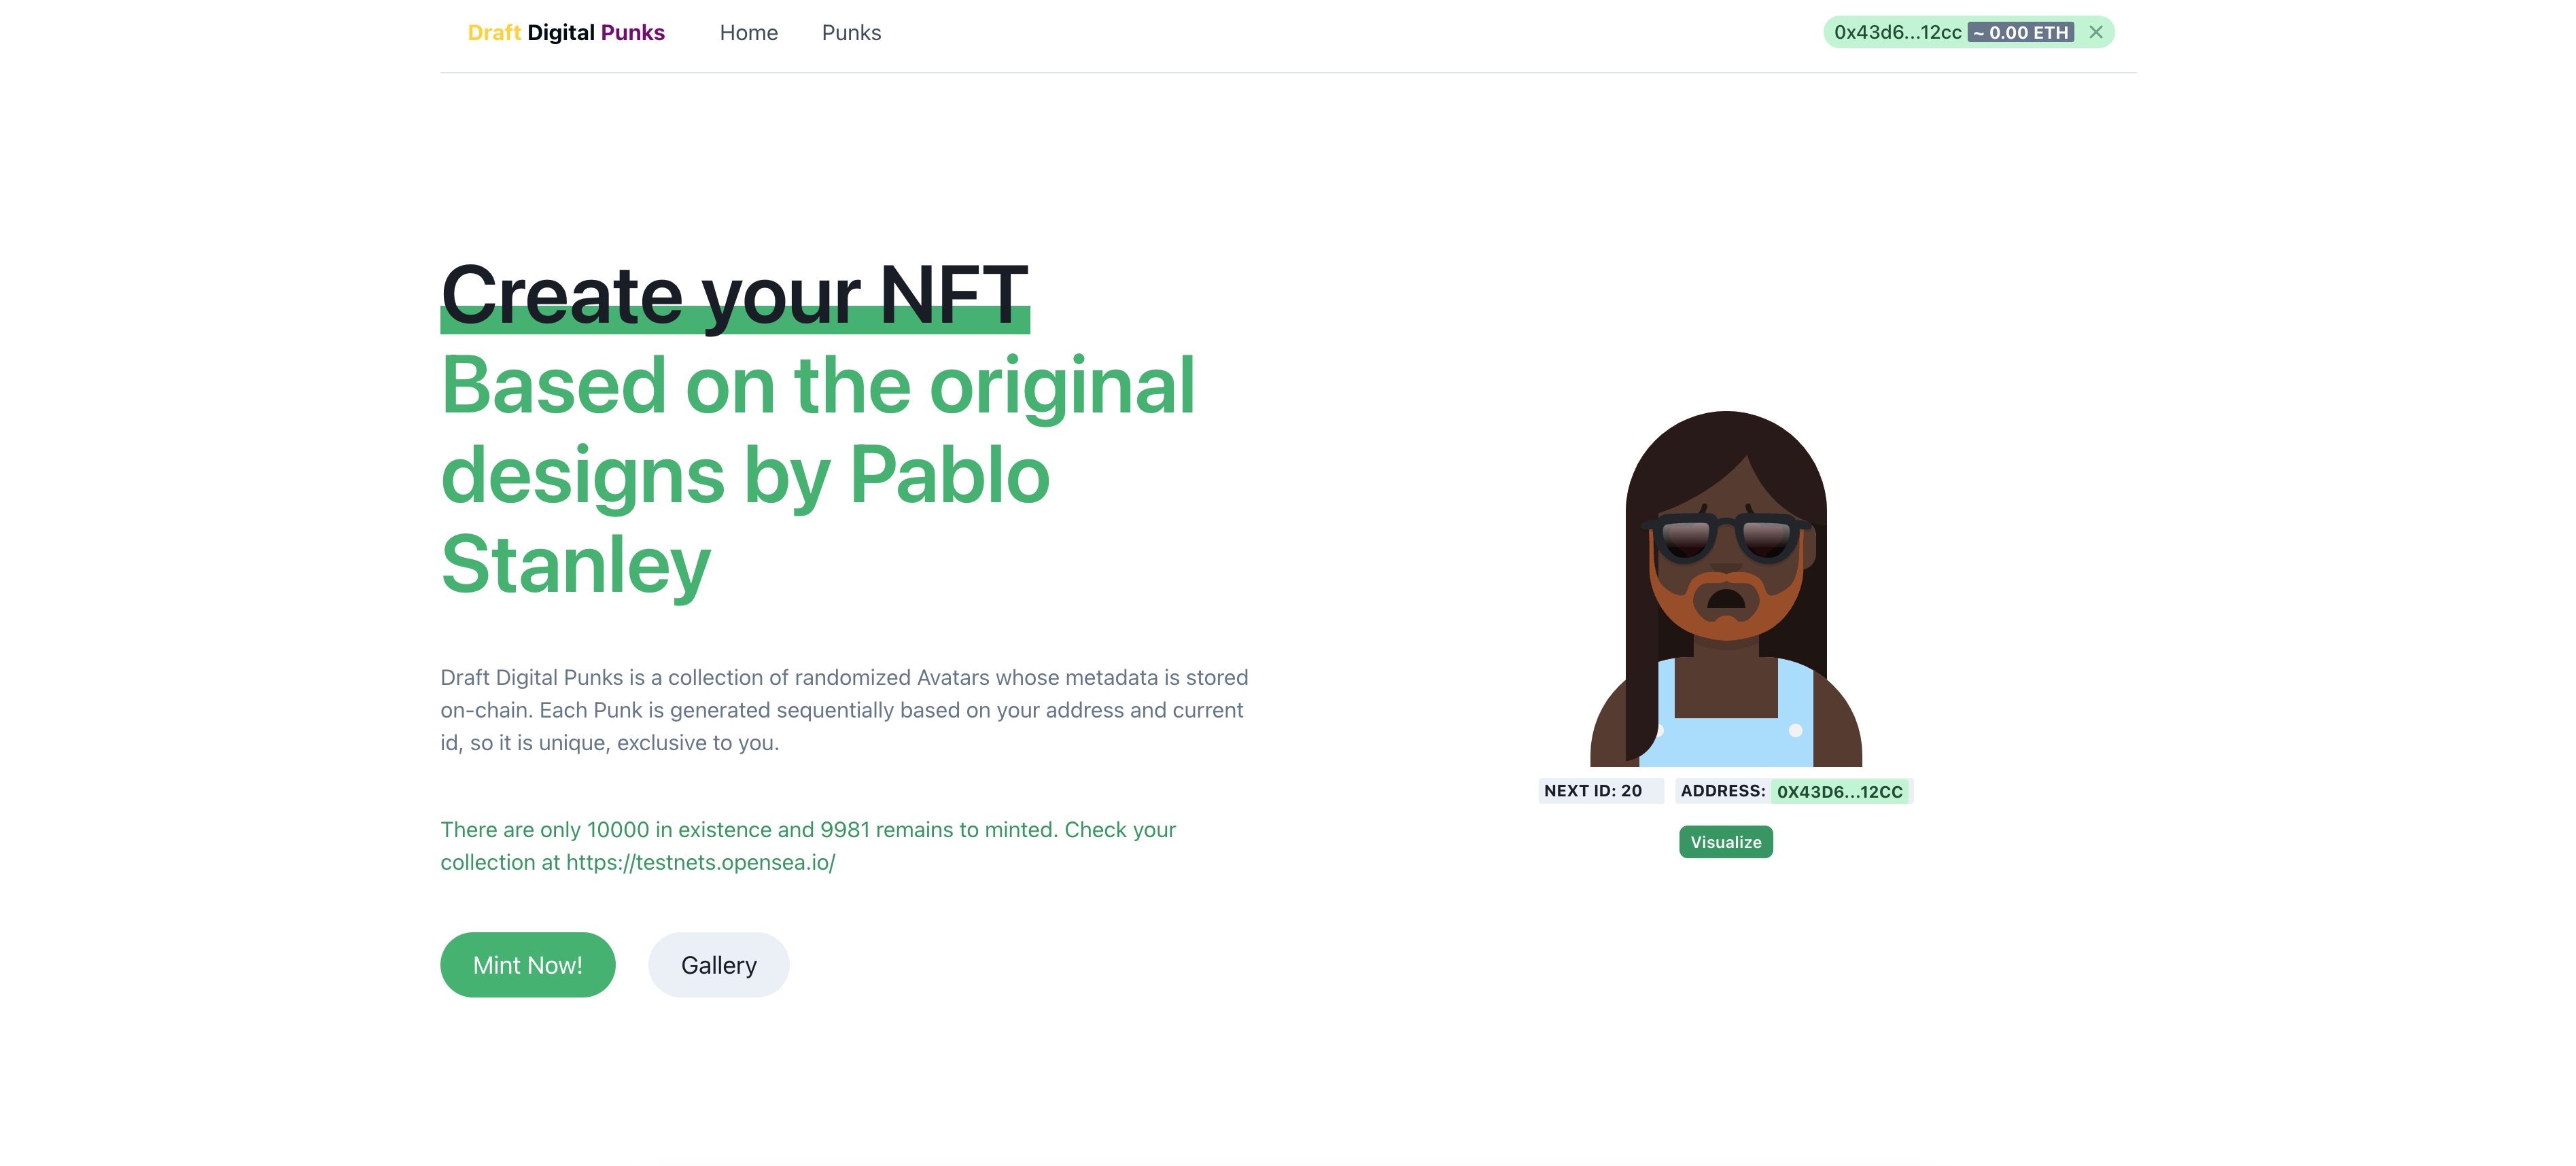 Draft Digital Punks Home Punks 0x43d6...12cc ~ 0.00 ETH
Create your NFT
Based on the original
designs by Pablo
Stanley
Draft Digital Punks is a collection of randomized Avatars whose metadata is stored
on-chain. Each Punk is generated sequentially based on your address and current
id, so it is unique, exclusive to you.
There are only 10000 in existence and 9981 remains to minted. Check your
collection at https://testnets.opensea.io/
Mint Now! Gallery
NEXT ID: 20 ADDRESS: 0X43D6...12CC
Visualize